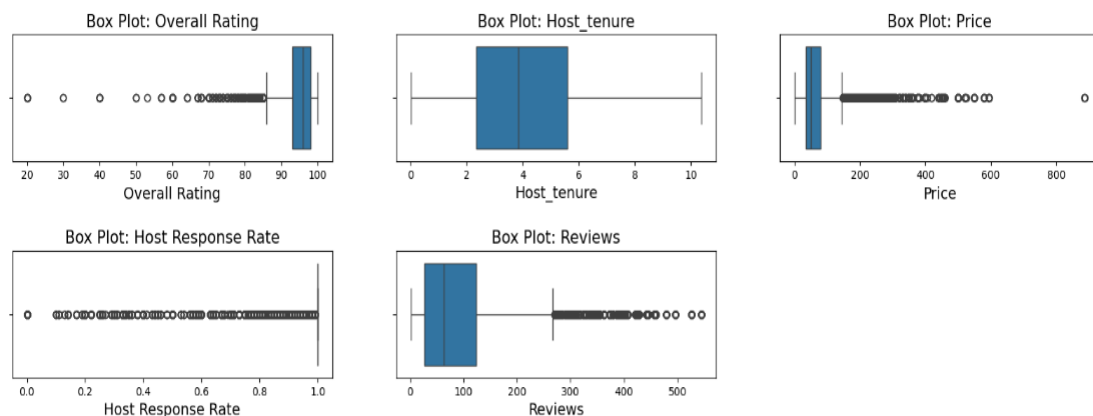 Box Plot: Overall Rating
20 30 40 50 60 70 80 90 100
Overall Rating
Box Plot: Host_tenure
0 2 4 6 8 10
Host_tenure
Box Plot: Price
0 200 400 600 800
Price
Box Plot: Host Response Rate
0.0 0.2 0.4 0.6 0.8 1.0
Host Response Rate
Box Plot: Reviews
0 100 200 300 400 500
Reviews